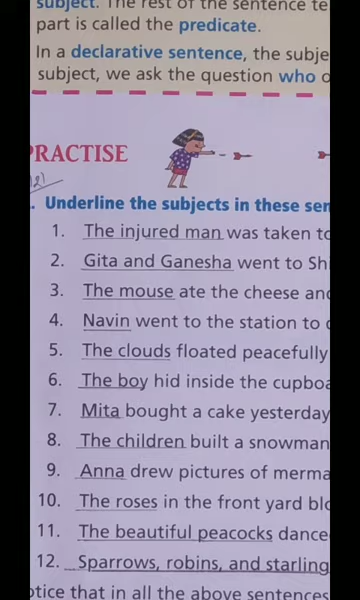 subject. The rest of the sentence te
part is called the predicate.
In a declarative sentence, the subje
subject, we ask the question who o
PRACTISE
Underline the subjects in these sen
1. The injured man was taken to
2. Gita and Ganesha went to Shi
3. The mouse ate the cheese and
4. Navin went to the station to
5. The clouds floated peacefully
6. The boy hid inside the cupboa
7. Mita bought a cake yesterday
8. The children built a snowman
9. Anna drew pictures of merma
10. The roses in the front yard blo
11. The beautiful peacocks dance
12. Sparrows, robins, and starling
otice that in all the above sentences